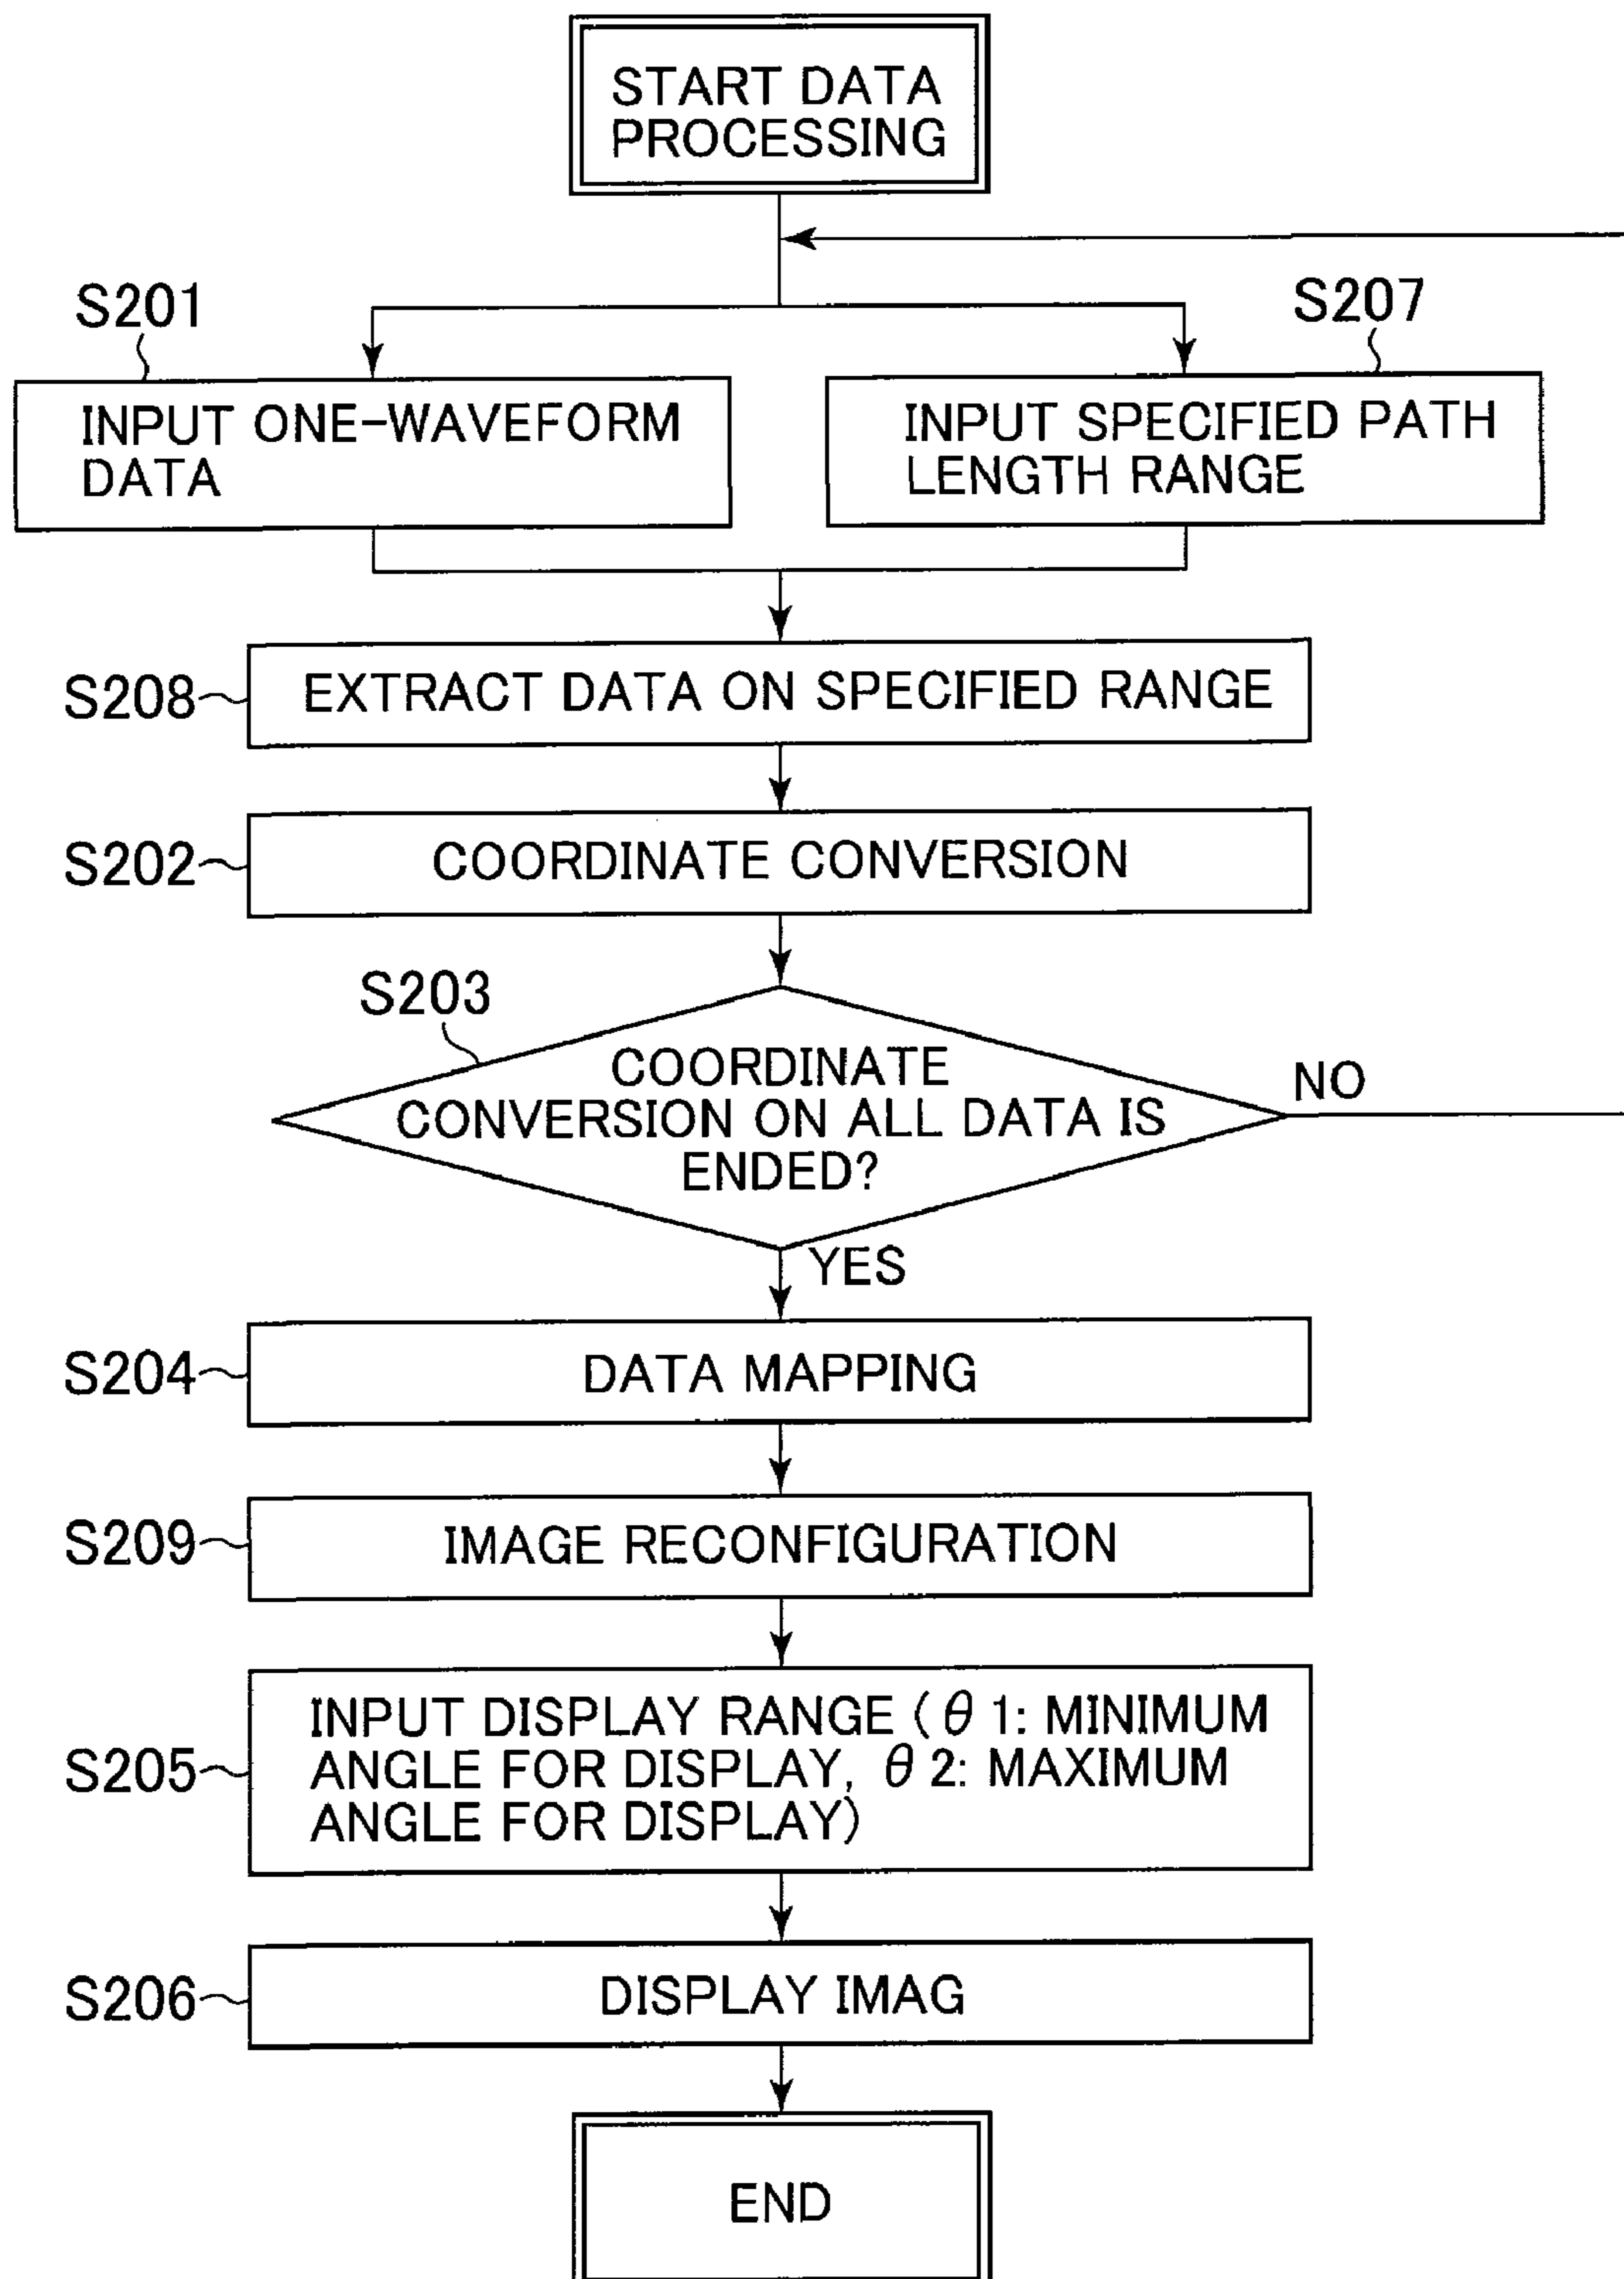 START DATA
PROCESSING
S201
S207
INPUT ONE-WAVEFORM
DATA
INPUT SPECIFIED PATH
LENGTH RANGE
S208
EXTRACT DATA ON SPECIFIED RANGE
S202
COORDINATE CONVERSION
S203
COORDINATE
CONVERSION ON ALL DATA IS
ENDED?
NO
YES
S204
DATA MAPPING
S209
IMAGE RECONFIGURATION
S205
INPUT DISPLAY RANGE (θ1: MINIMUM
ANGLE FOR DISPLAY, θ2: MAXIMUM
ANGLE FOR DISPLAY)
S206
DISPLAY IMAG
END